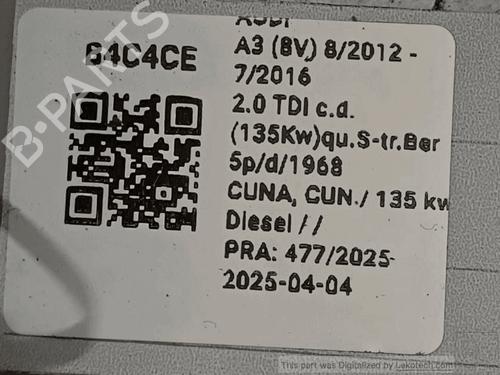 AUDI
64C4CE
A3 (8V) 8/2012 -
7/2016
2.0 TDI c.d.
(135Kw)qu.S-tr.Ber
5p/d/1968
CUNA, CUN./ 135 kw
Diesel / /
PRA: 477/2025
2025-04-04
B-PARTS
This part was Digitalized by Lekotech.com